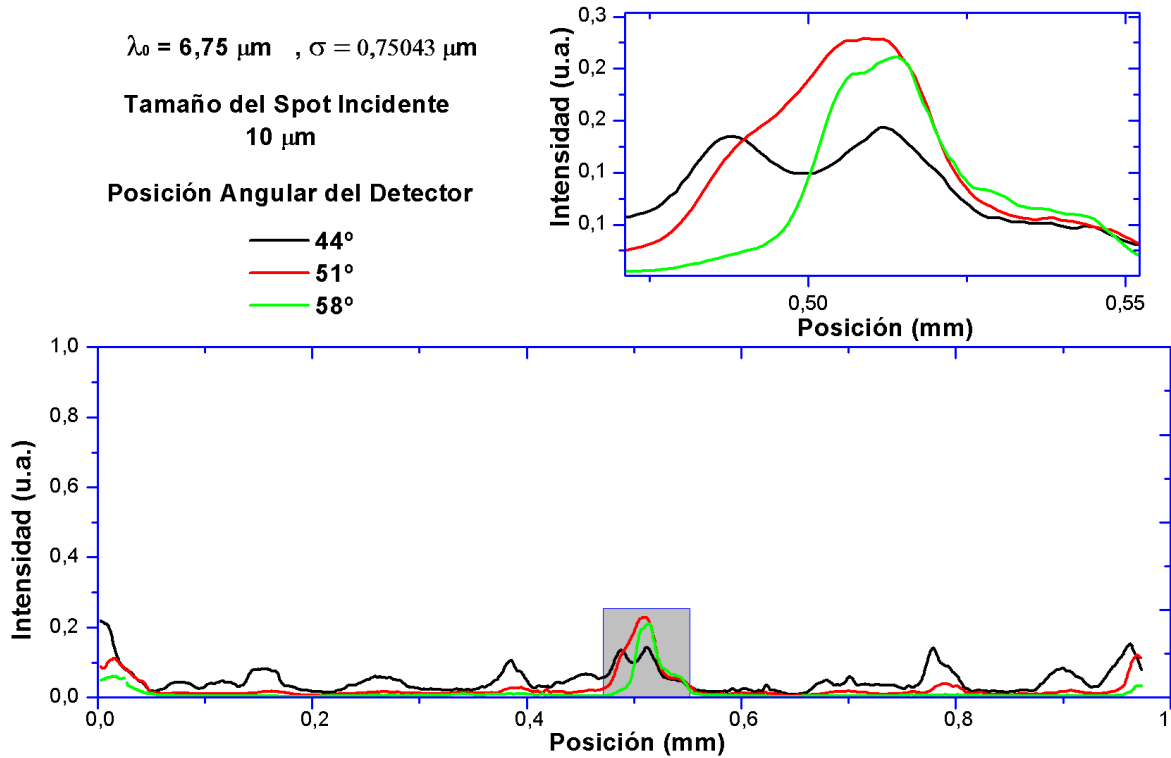 λ₀ = 6,75 μm , σ = 0,75043 μm
Tamaño del Spot Incidente
10 μm
Posición Angular del Detector
44º
51º
58º
0,3
0,2
0,2
0,1
0,1
Intensidad (u.a.)
0,50
0,55
Posición (mm)
1,0
0,8
0,6
0,4
0,2
0,0
Intensidad (u.a.)
0,0
0,2
0,4
0,6
0,8
1
Posición (mm)